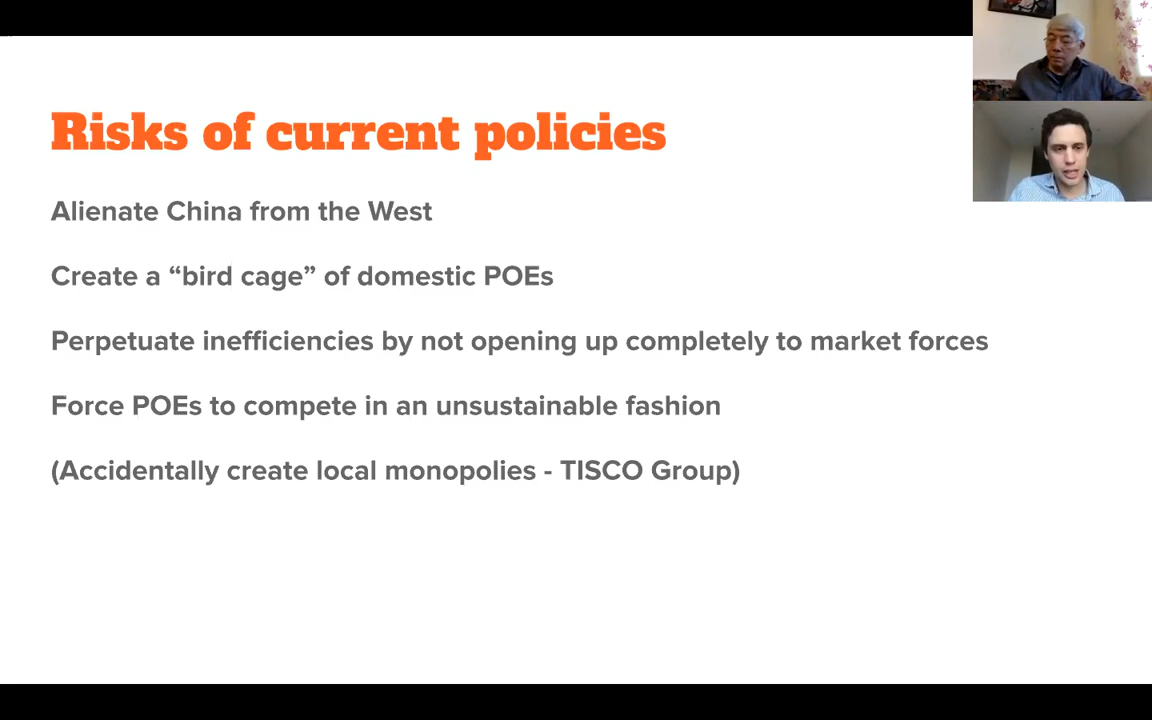 Risks of current policies
Alienate China from the West
Create a “bird cage” of domestic POEs
Perpetuate inefficiencies by not opening up completely to market forces
Force POEs to compete in an unsustainable fashion
(Accidentally create local monopolies - TISCO Group)